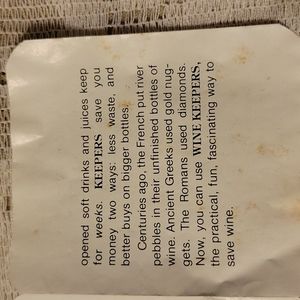 opened soft drinks and juices keep
for weeks. KEEPERS save you
money two ways: less waste, and
better buys on bigger bottles.
Centuries ago, the French put river
pebbles in their unfinished bottles of
wine. Ancient Greeks used gold nug-
gets. The Romans used diamonds.
Now, you can use WINE KEEPERS,
the practical, fun, fascinating way to
save wine.